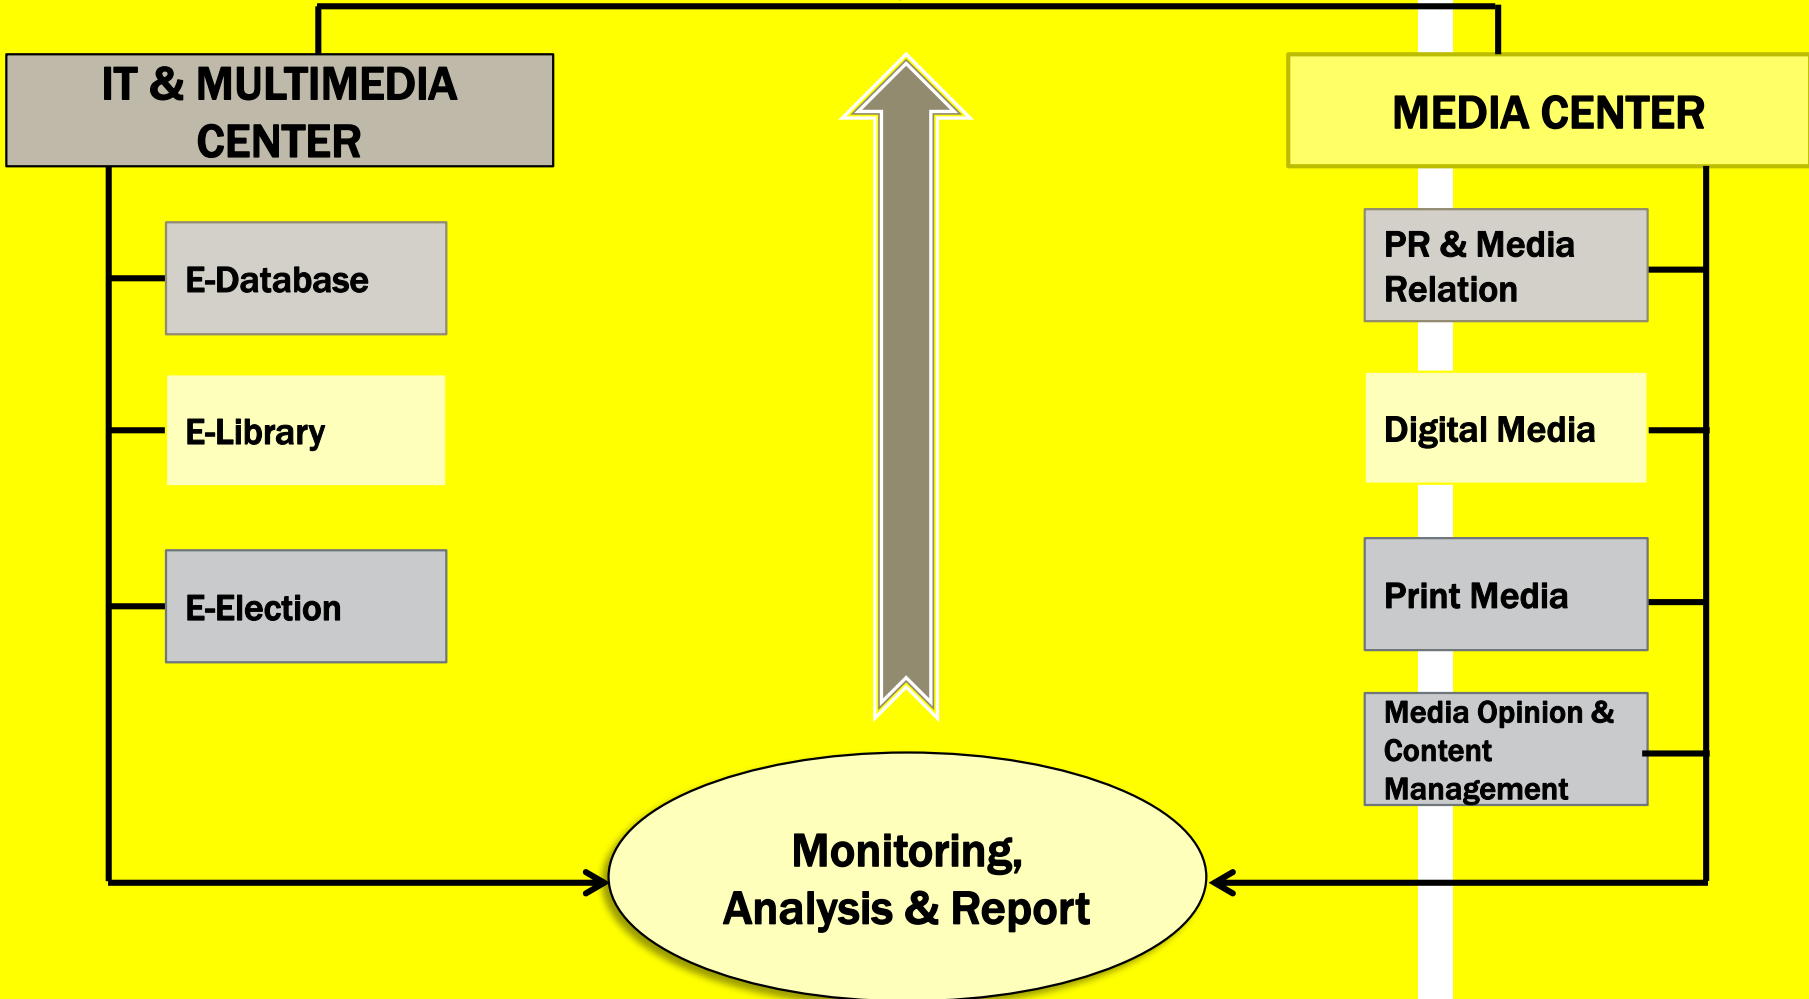 IT & MULTIMEDIA
CENTER
E-Database
E-Library
E-Election
MEDIA CENTER
PR & Media
Relation
Digital Media
Print Media
Media Opinion &
Content
Management
Monitoring,
Analysis & Report